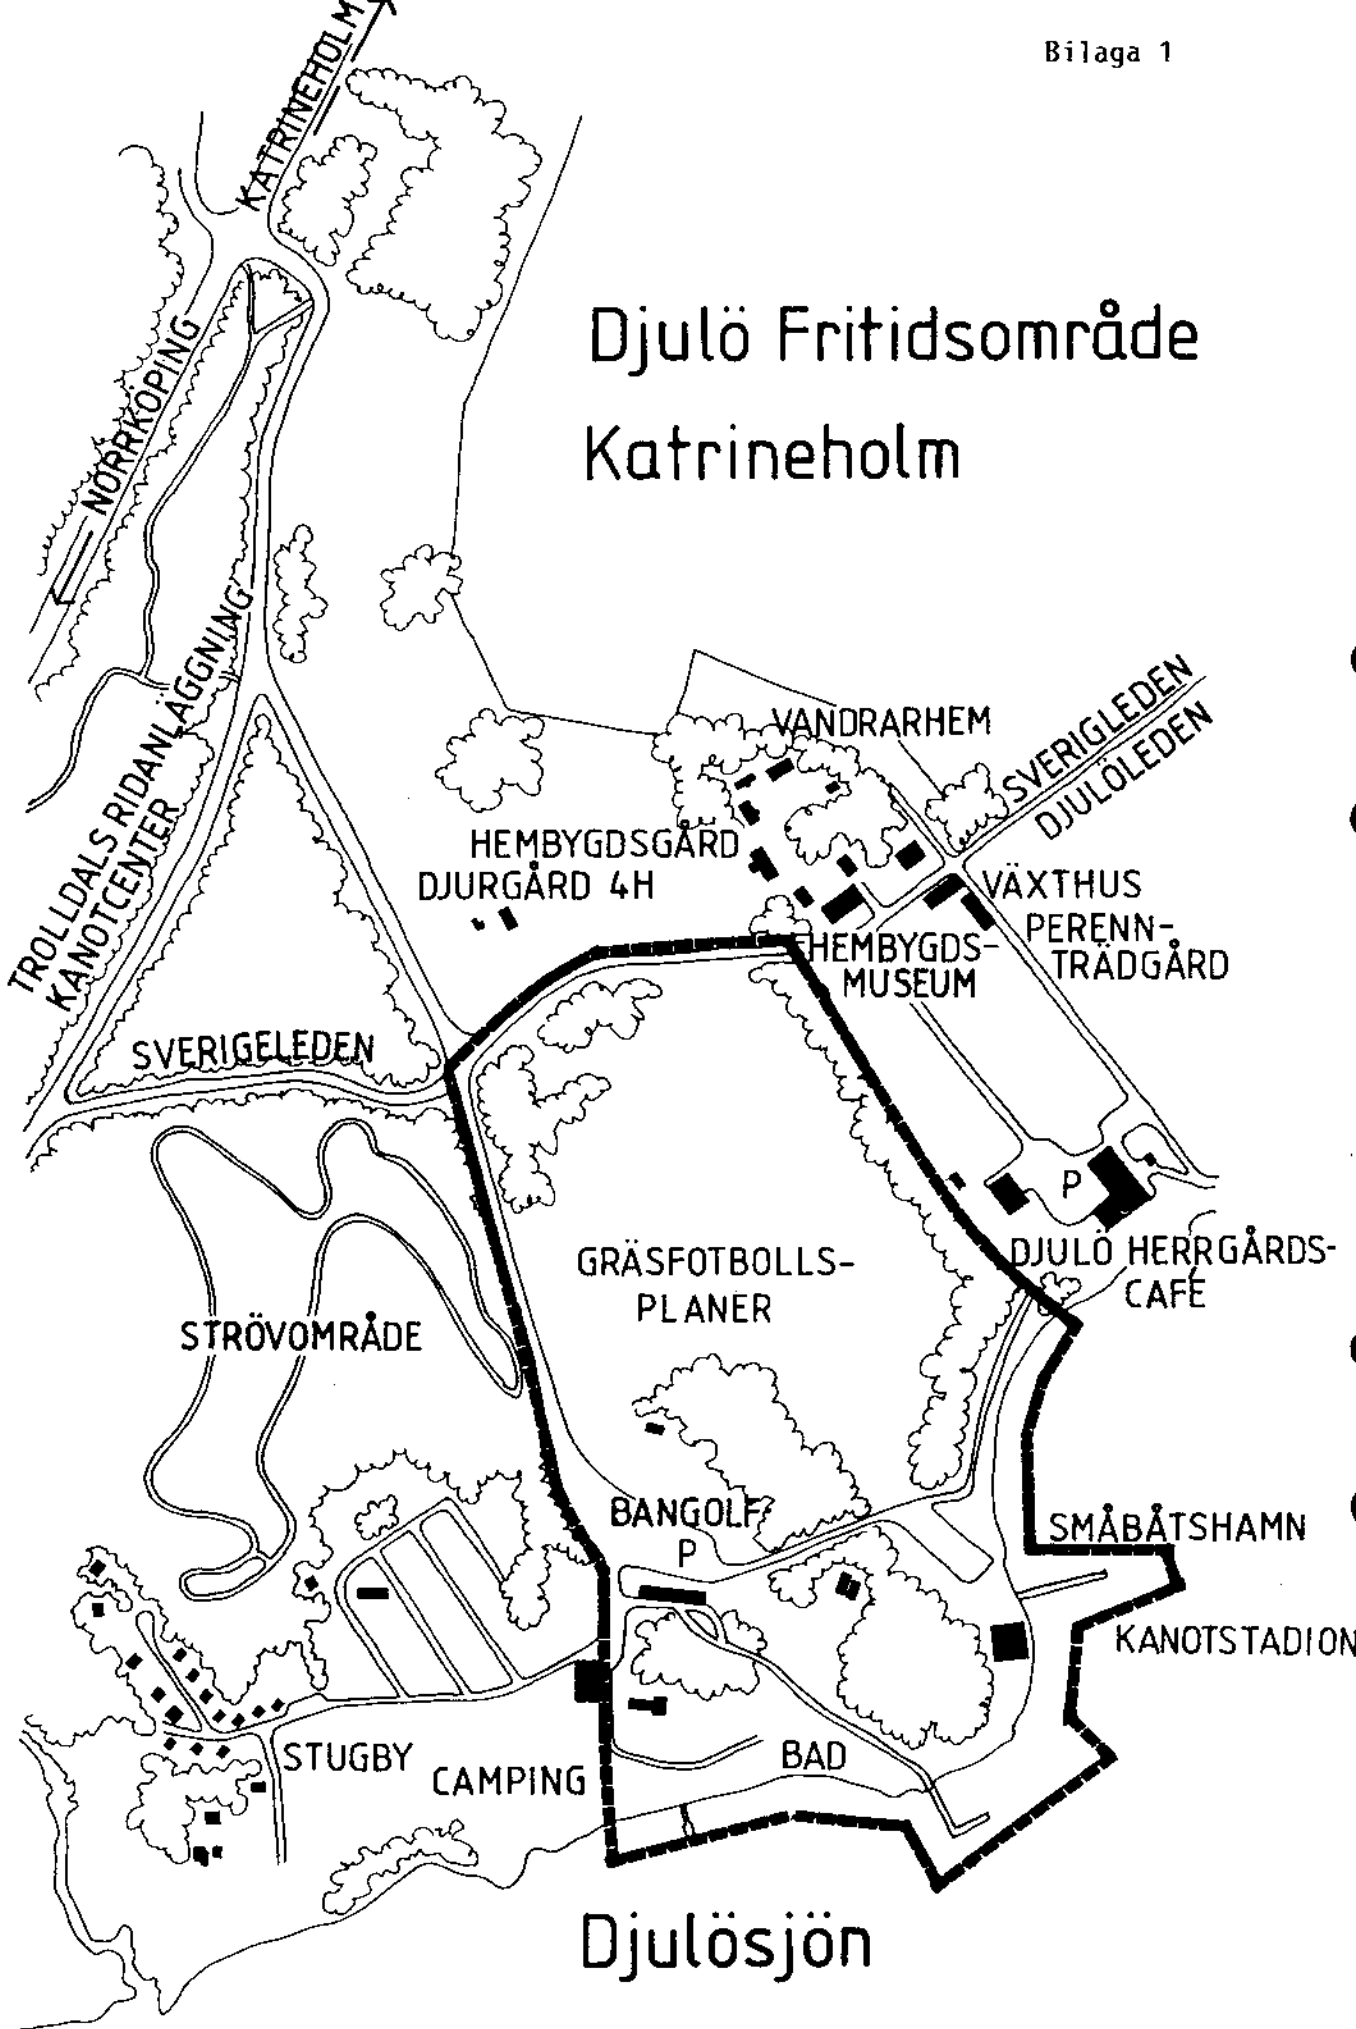 Bilaga 1
KATRINEHOLM
NORRKÖPING
Djulö Fritidsområde
Katrineholm
TROLLDALS RIDANLÄGGNING
KANOTCENTER
VANDRARHEM
SVERIGLEDEN
DJULÖLEDEN
HEMBYGDSGÅRD
DJURGÅRD 4H
VÄXTHUS
PERENN-
TRÄDGÅRD
HEMBYGDS-
MUSEUM
SVERIGELEDEN
P
DJULÖ HERRGÅRDS-
CAFÉ
GRÄSFOTBOLLS-
PLANER
STRÖVOMRÅDE
BANGOLF
P
SMÅBÅTSHAMN
KANOTSTADION
STUGBY
CAMPING
BAD
Djulösjön